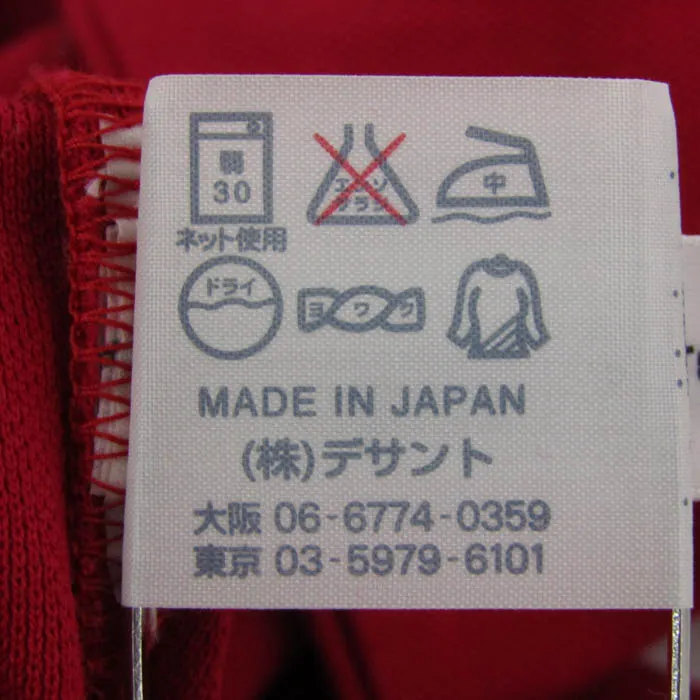 弱
30
エンソ
サラシ
中
ネット使用
ドライ
ヨワク
MADE IN JAPAN
(株)デサント
大阪 06-6774-0359
東京 03-5979-6101